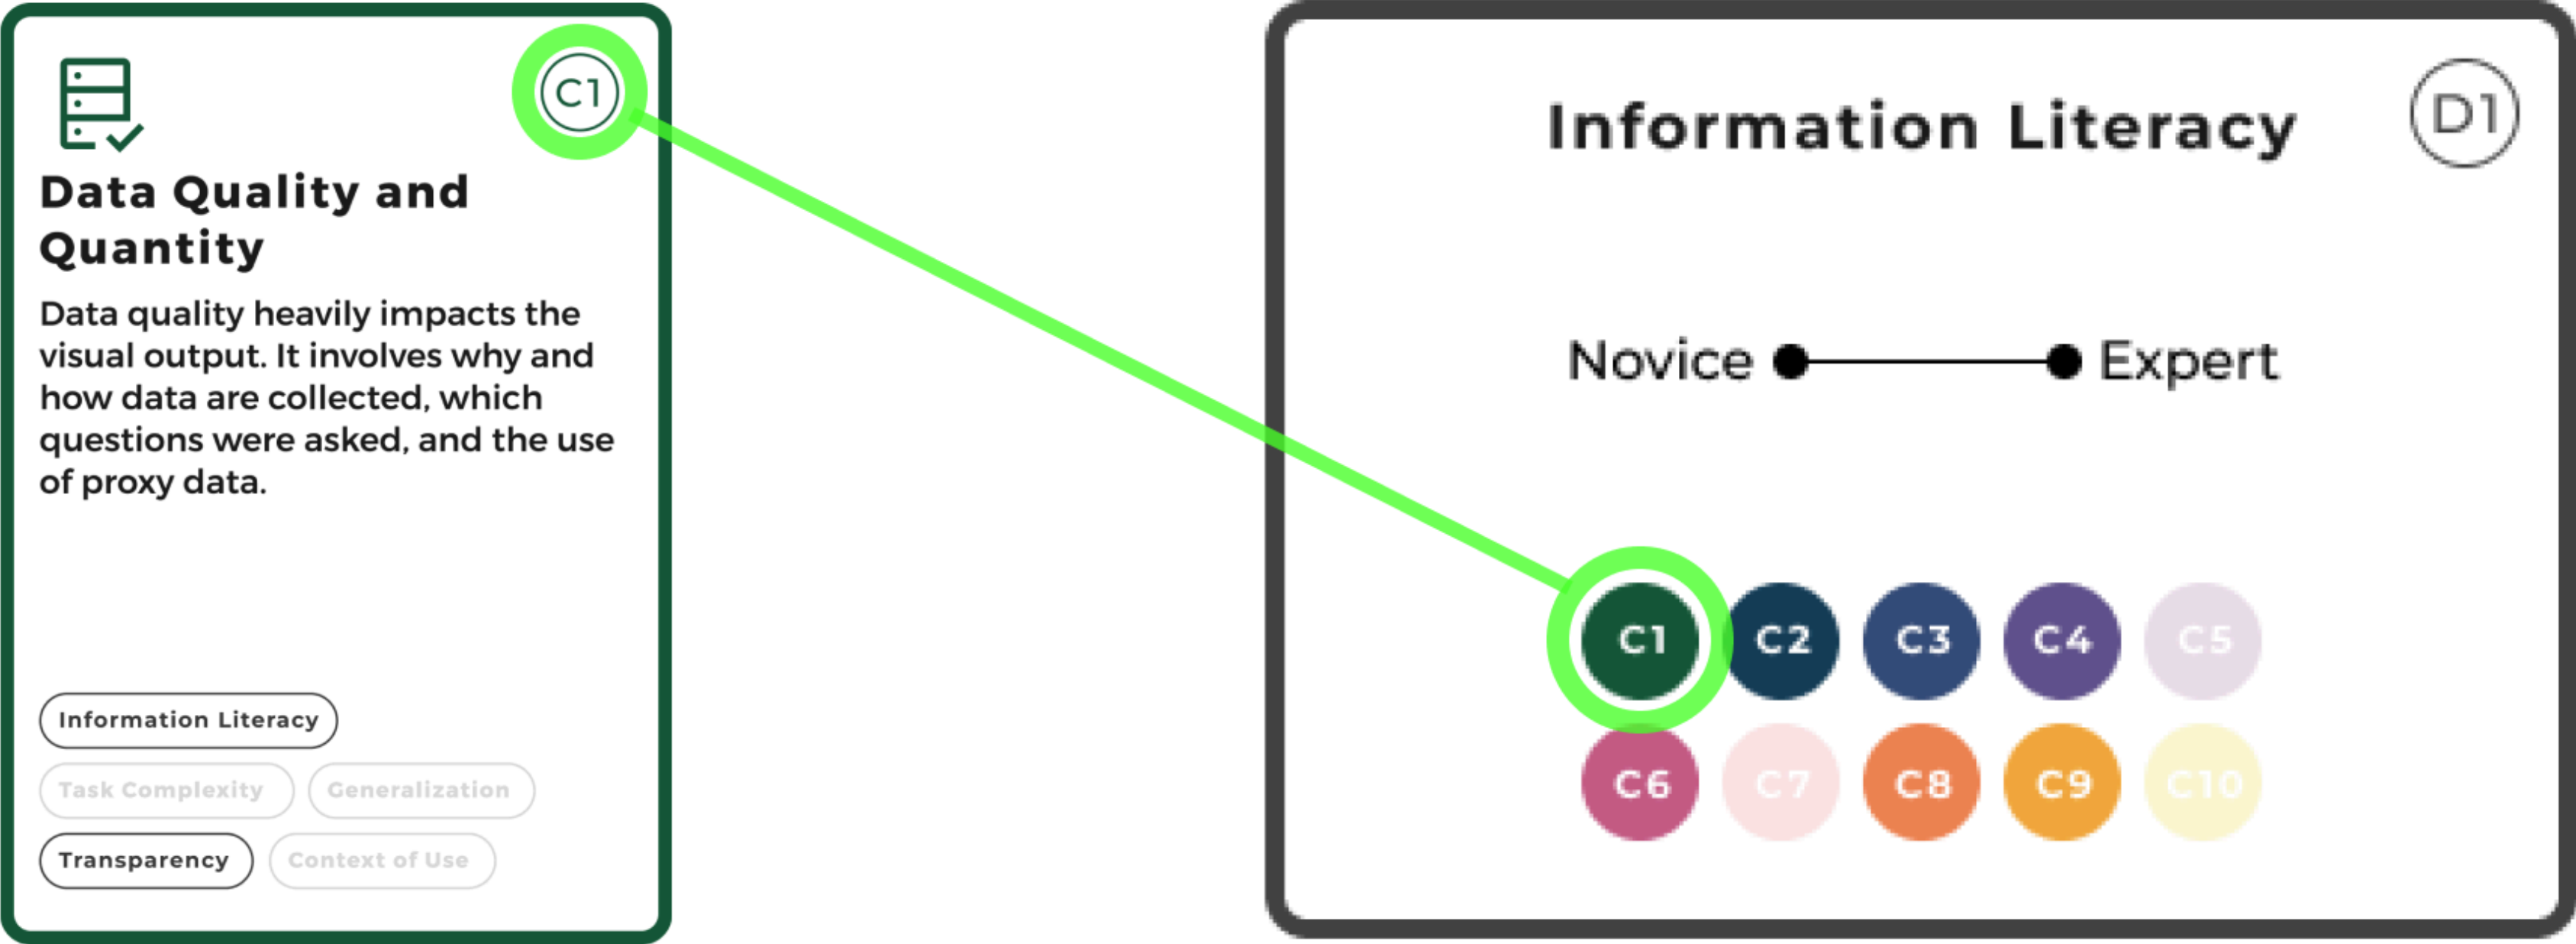 C1
Data Quality and
Quantity
Data quality heavily impacts the
visual output. It involves why and
how data are collected, which
questions were asked, and the use
of proxy data.
Information Literacy
Task Complexity Generalization
Transparency Context of Use
Information Literacy
D1
Novice Expert
C1 C2 C3 C4 C5
C6 C7 C8 C9 C10